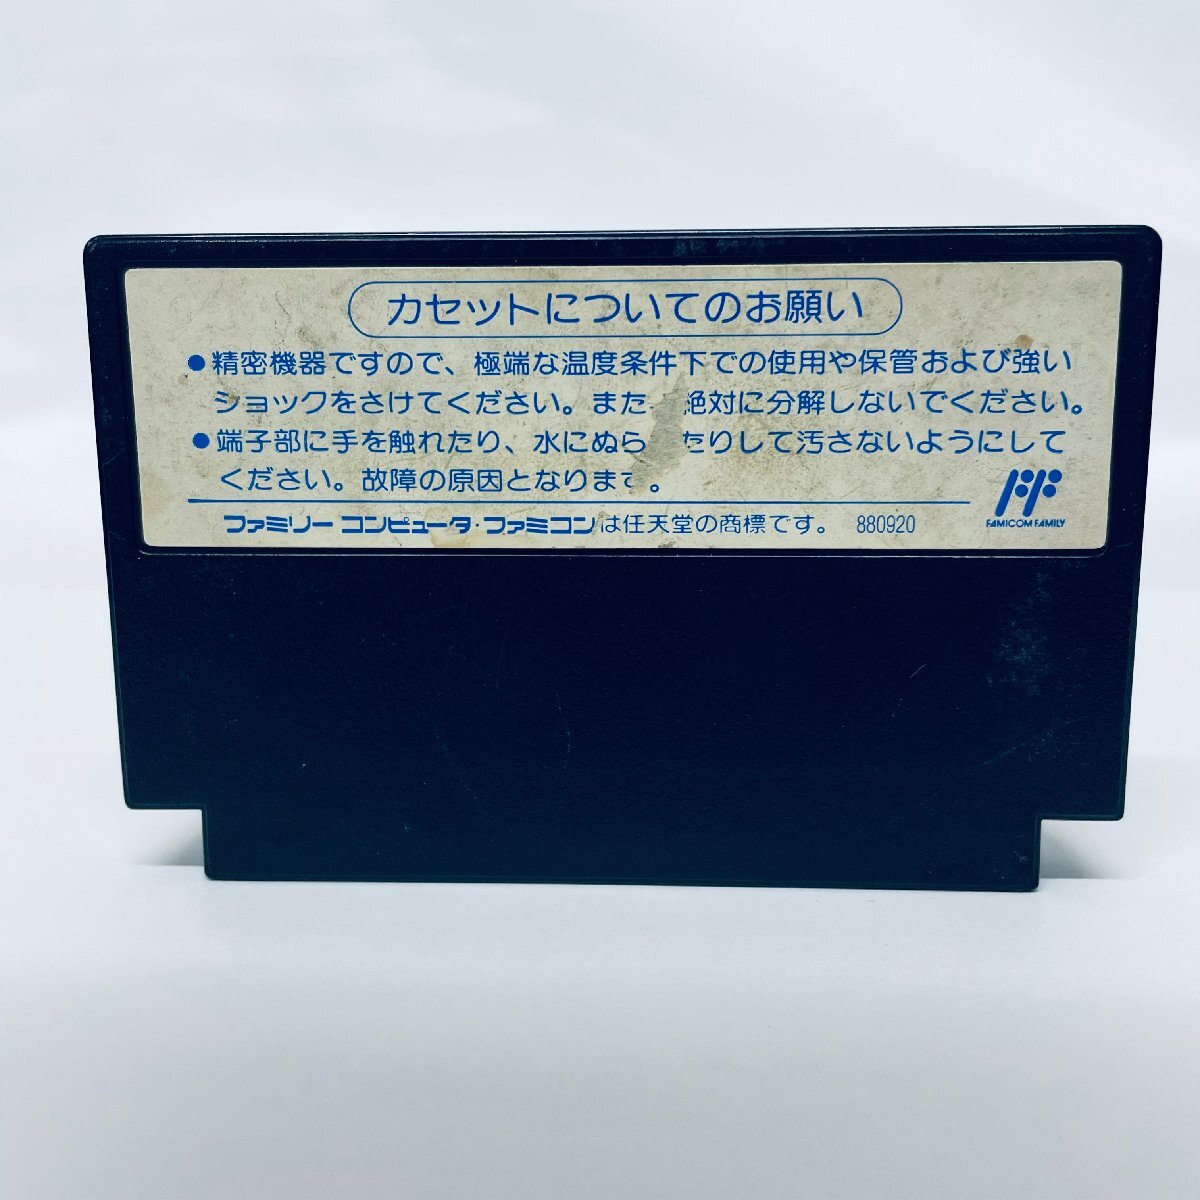 カセットについてのお願い
●精密機器ですので、極端な温度条件下での使用や保管および強い
ショックをさけてください。また 絶対に分解しないでください。
●端子部に手を触れたり、水にぬら たりして汚さないようにして
ください。故障の原因となります。
ファミリー コンピュータ・ファミコンは任天堂の商標です。 880920
FF
FAMICOM FAMILY